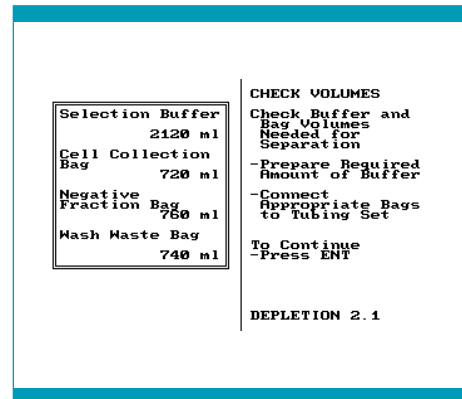 Selection Buffer
2120 ml
Cell Collection
Bag
720 ml
Negative
Fraction Bag
760 ml
Wash Waste Bag
740 ml
CHECK VOLUMES
Check Buffer and
Bag Volumes
Needed for
Separation
-Prepare Required
Amount of Buffer
-Connect
Appropriate Bags
to Tubing Set
To Continue
-Press ENT
DEPLETION 2.1